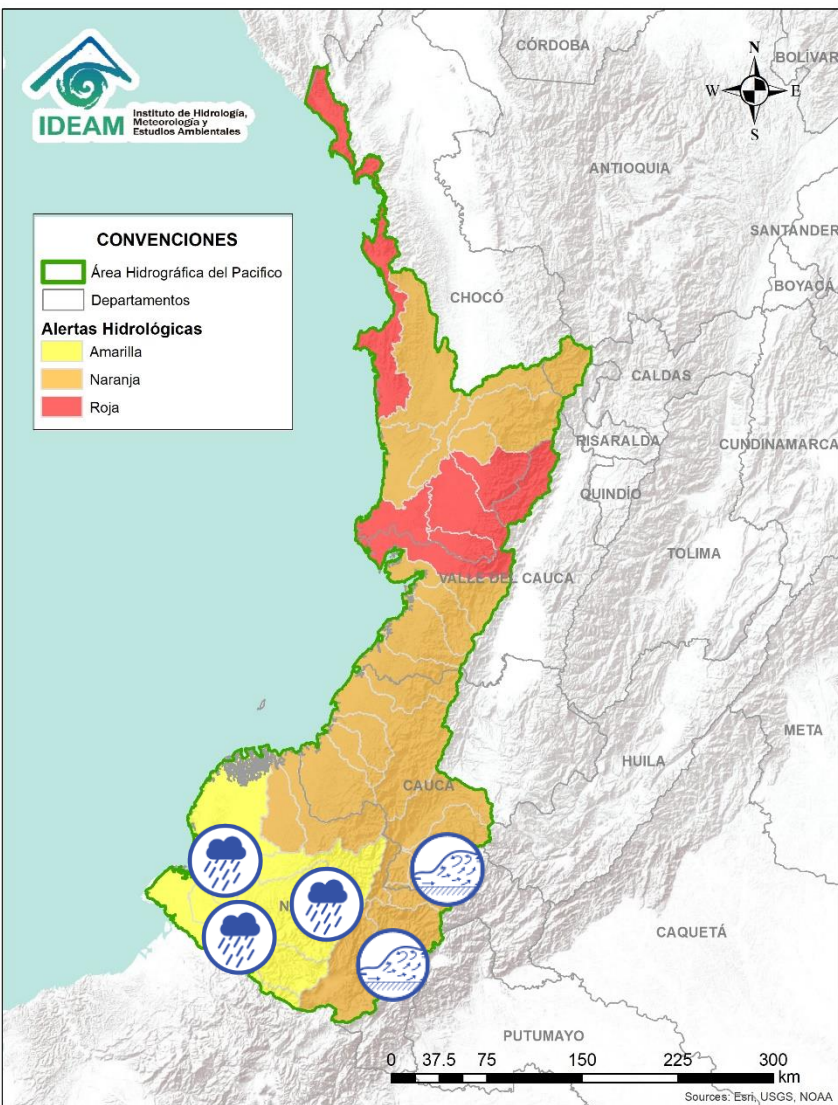 IDEAM
Instituto de Hidrología,
Meteorología y
Estudios Ambientales
CONVENCIONES
Área Hidrográfica del Pacifico
Departamentos
Alertas Hidrológicas
Amarilla
Naranja
Roja
N
W E
S
CÓRDOBA
BOLÍVAR
ANTIOQUIA
SANTANDER
BOYACÁ
CHOCÓ
CALDAS
RISARALDA
CUNDINAMARCA
QUINDÍO
TOLIMA
VALLE DEL CAUCA
META
HUILA
CAUCA
N
CAQUETÁ
PUTUMAYO
0 37.5 75 150 225 300
km
Sources: Esri, USGS, NOAA